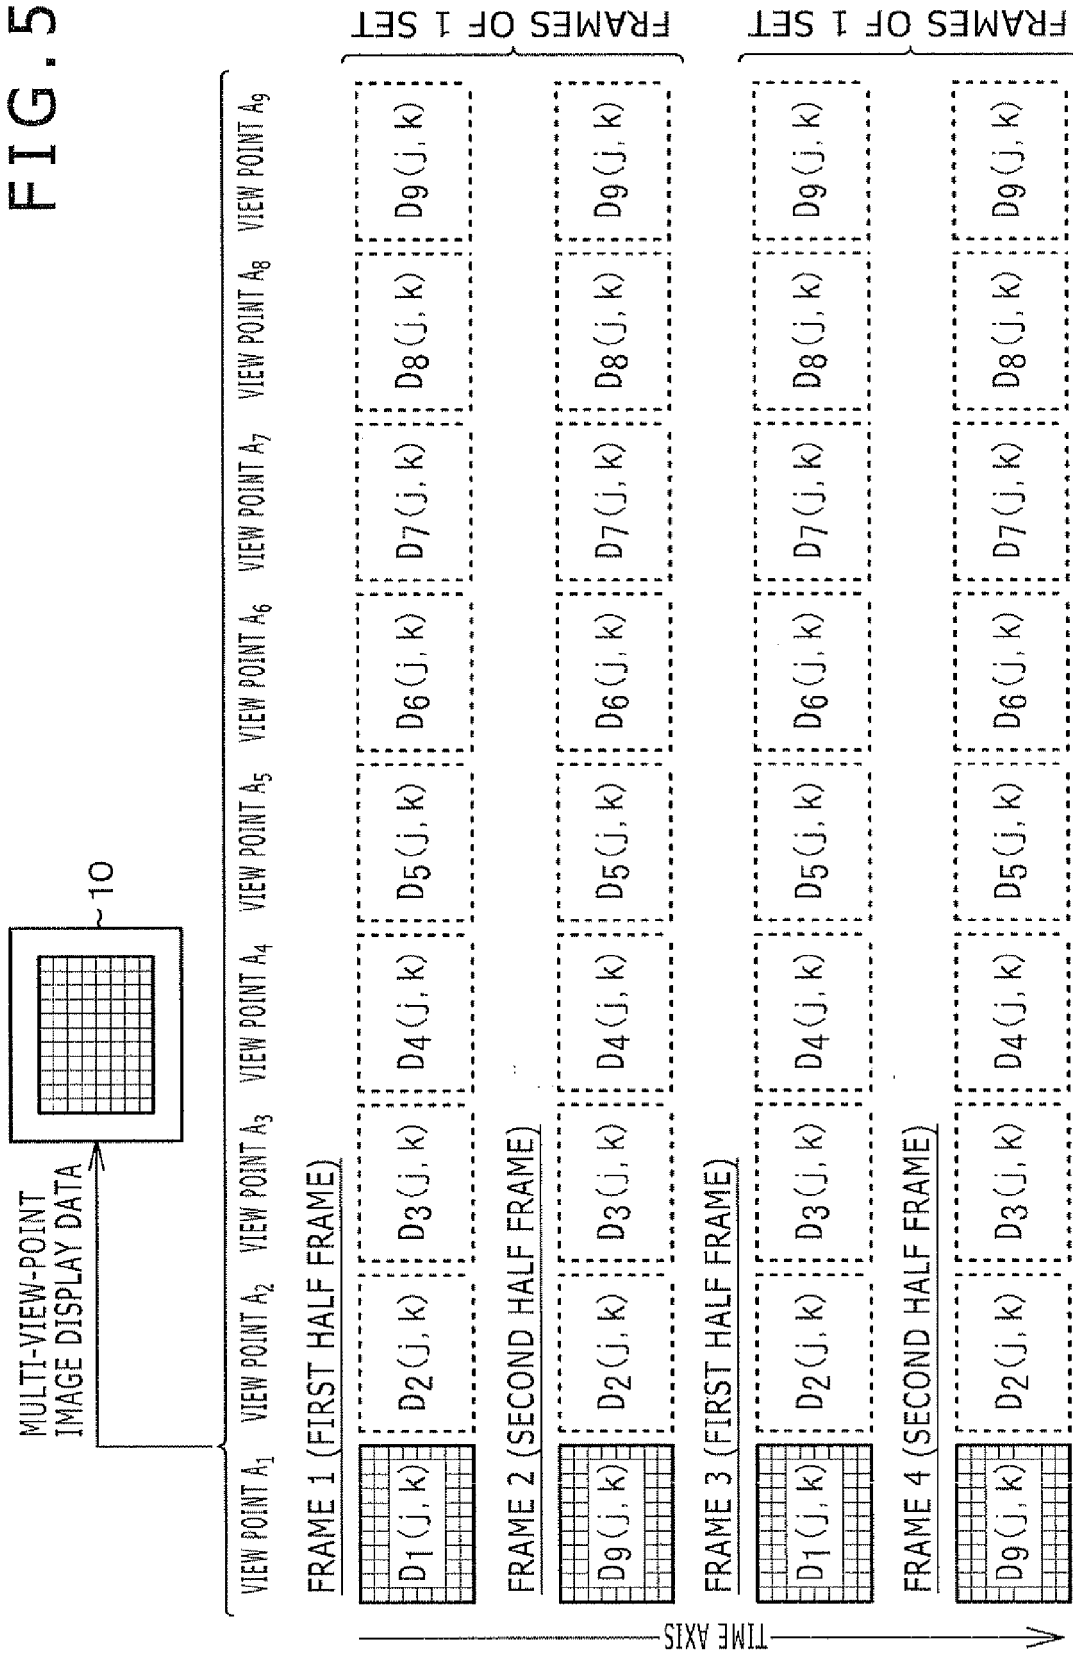 FIG. 5
MULTI-VIEW-POINT
IMAGE DISPLAY DATA
10
VIEW POINT A1 VIEW POINT A2 VIEW POINT A3 VIEW POINT A4 VIEW POINT A5 VIEW POINT A6 VIEW POINT A7 VIEW POINT A8 VIEW POINT A9
FRAME 1 (FIRST HALF FRAME)
D1(j, k) D2(j, k) D3(j, k) D4(j, k) D5(j, k) D6(j, k) D7(j, k) D8(j, k) D9(j, k)
FRAME 2 (SECOND HALF FRAME)
D9(j, k) D2(j, k) D3(j, k) D4(j, k) D5(j, k) D6(j, k) D7(j, k) D8(j, k) D9(j, k)
FRAMES OF 1 SET
FRAME 3 (FIRST HALF FRAME)
D1(j, k) D2(j, k) D3(j, k) D4(j, k) D5(j, k) D6(j, k) D7(j, k) D8(j, k) D9(j, k)
FRAME 4 (SECOND HALF FRAME)
D9(j, k) D2(j, k) D3(j, k) D4(j, k) D5(j, k) D6(j, k) D7(j, k) D8(j, k) D9(j, k)
FRAMES OF 1 SET
TIME AXIS